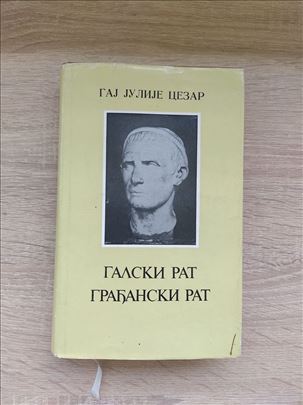 ГАЈ ЈУЛИЈЕ ЦЕЗАР
ГАЛСКИ РАТ
ГРАЂАНСКИ РАТ